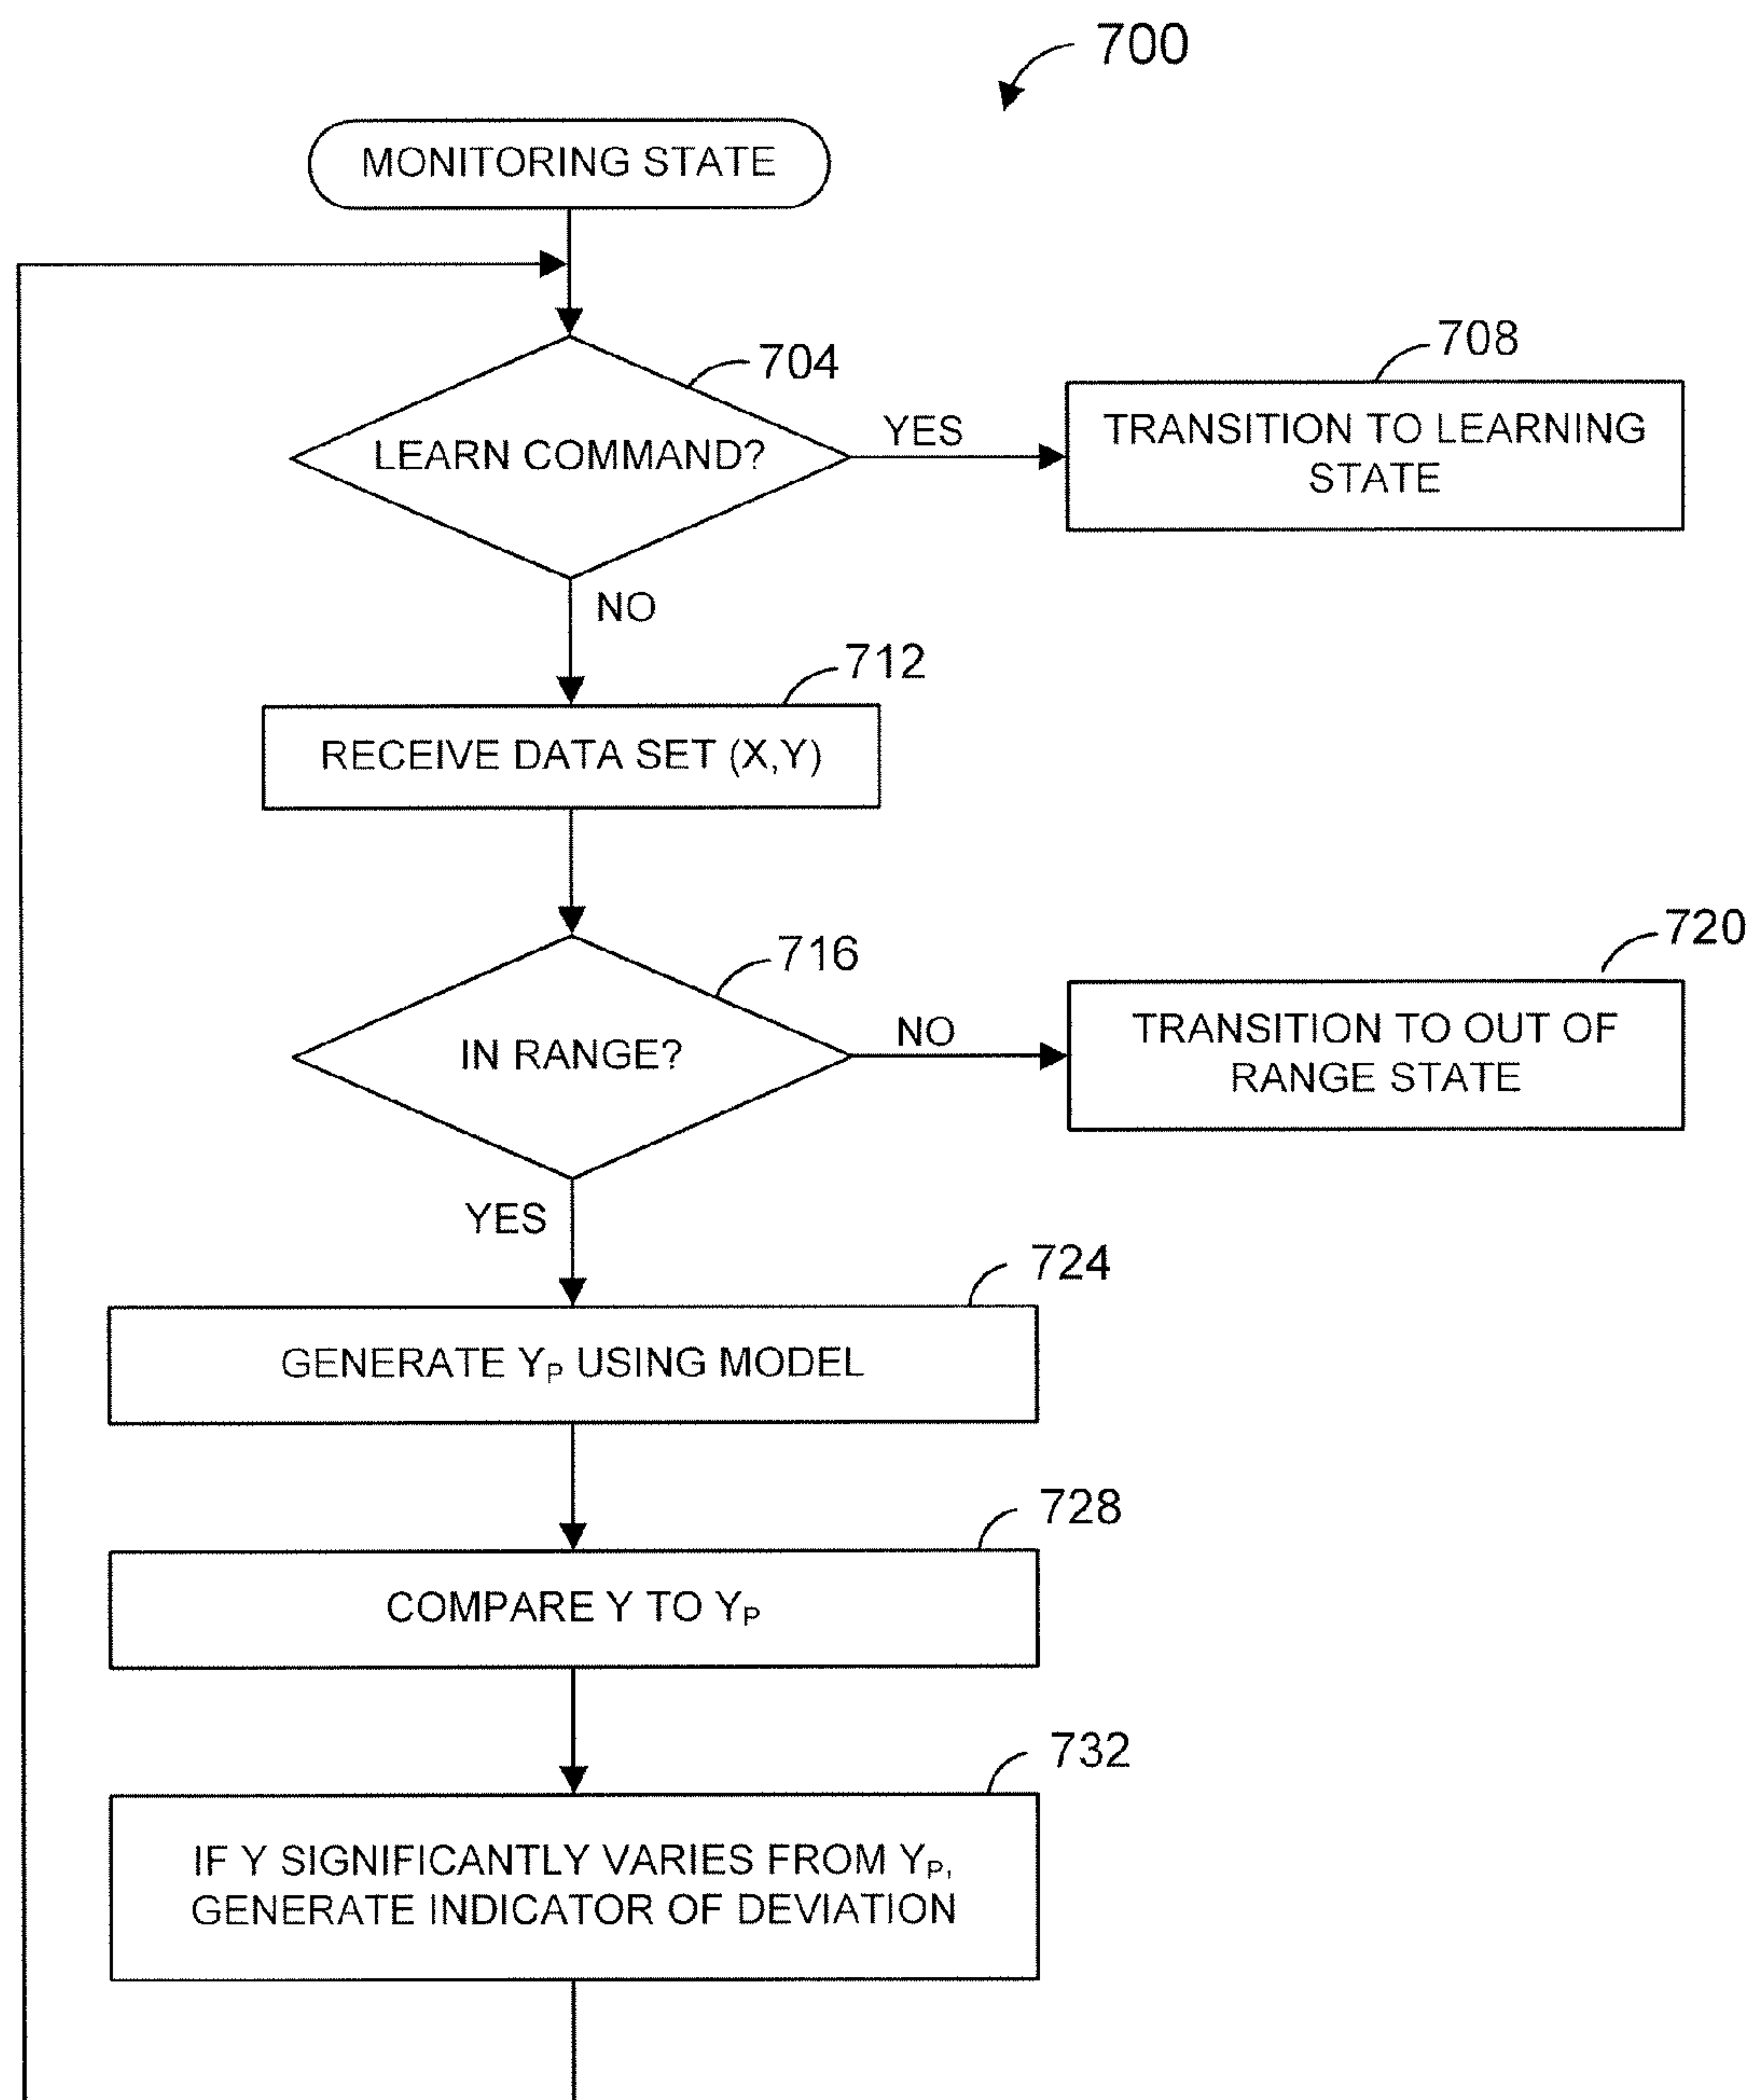 700
MONITORING STATE
704
LEARN COMMAND?
YES
708
TRANSITION TO LEARNING
STATE
NO
712
RECEIVE DATA SET (X,Y)
716
IN RANGE?
NO
720
TRANSITION TO OUT OF
RANGE STATE
YES
724
GENERATE Yₚ USING MODEL
728
COMPARE Y TO Yₚ
732
IF Y SIGNIFICANTLY VARIES FROM Yₚ,
GENERATE INDICATOR OF DEVIATION